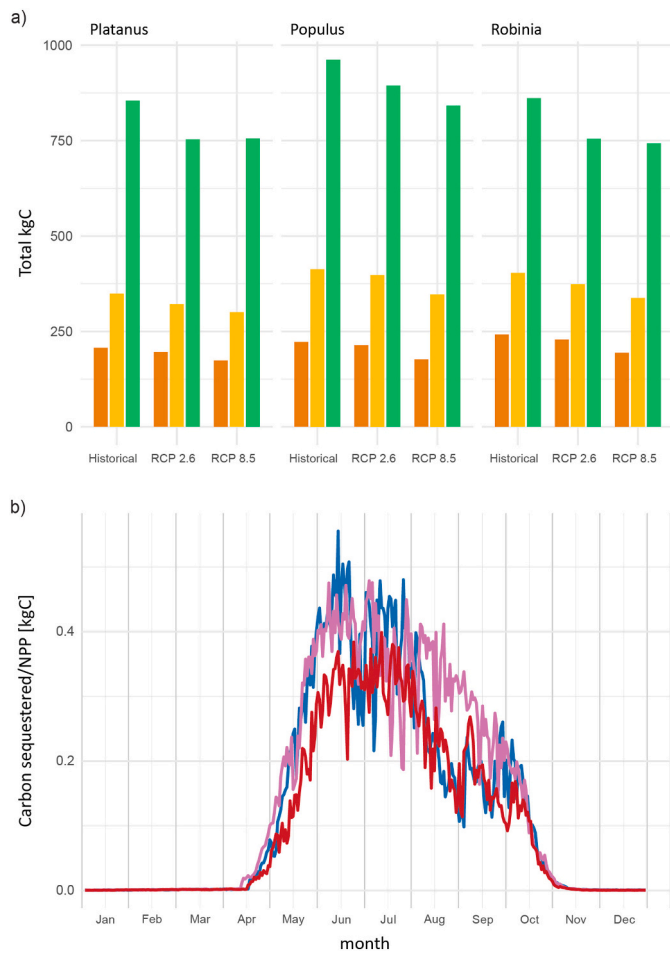 a)
Platanus Populus Robinia
1000
750
500
250
0
Total kgC
Historical RCP 2.6 RCP 8.5 Historical RCP 2.6 RCP 8.5 Historical RCP 2.6 RCP 8.5
b)
Carbon sequestered/NPP [kgC]
0.4
0.2
0.0
Jan Feb Mar Apr May Jun Jul Aug Sep Oct Nov Dec
month